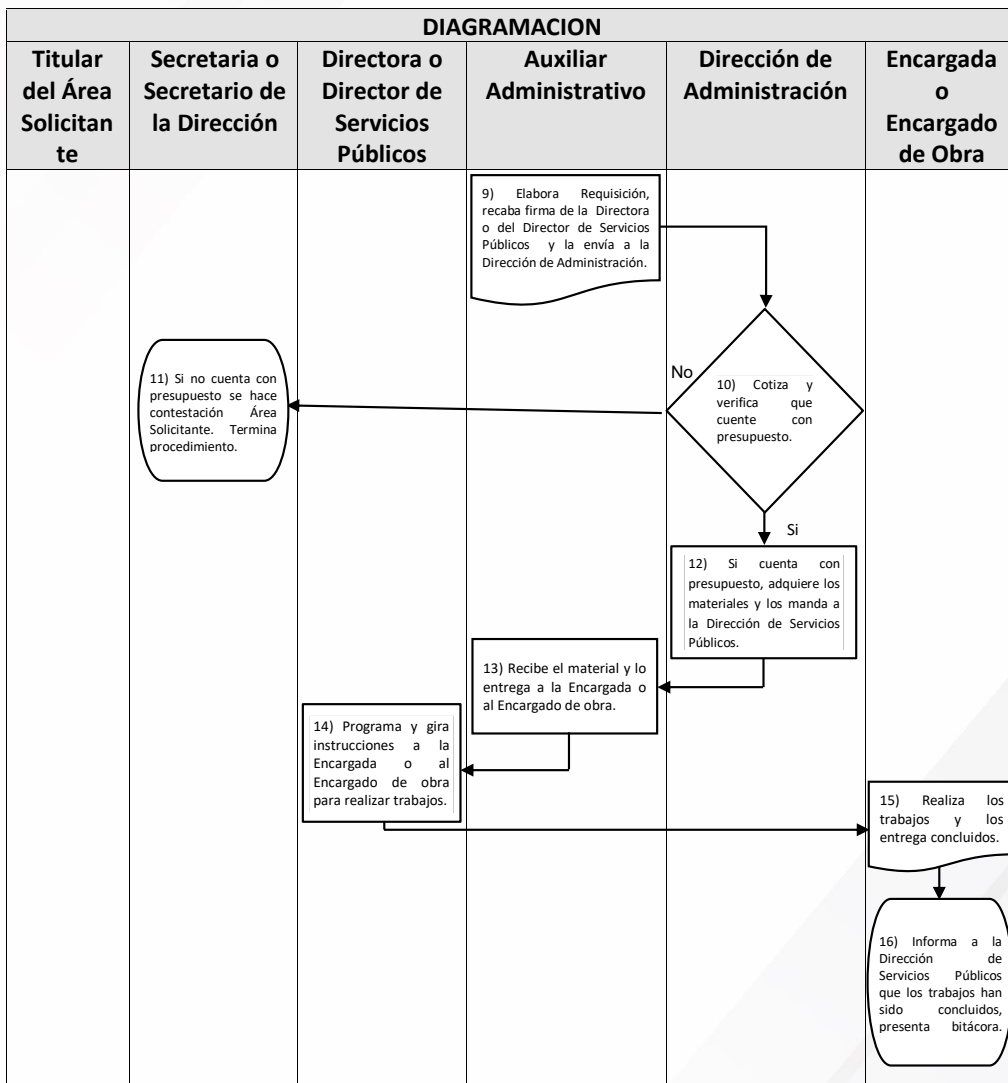 DIAGRAMACION
Titular
del Área
Solicitan
te
Secretaria o
Secretario de
la Dirección
Directora o
Director de
Servicios
Públicos
Auxiliar
Administrativo
Dirección de
Administración
Encargada
o
Encargado
de Obra
9) Elabora Requisición,
recaba firma de la Directora
o del Director de Servicios
Públicos y la envía a la
Dirección de Administración.
No
10) Cotiza y
verifica que
cuente con
presupuesto.
11) Si no cuenta con
presupuesto se hace
contestación Área
Solicitante. Termina
procedimiento.
Si
12) Si cuenta con
presupuesto, adquiere los
materiales y los manda a
la Dirección de Servicios
Públicos.
13) Recibe el material y lo
entrega a la Encargada o
al Encargado de obra.
14) Programa y gira
instrucciones a la
Encargada o al
Encargado de obra
para realizar trabajos.
15) Realiza los
trabajos y los
entrega concluidos.
16) Informa a la
Dirección de
Servicios Públicos
que los trabajos han
sido concluidos,
presenta bitácora.